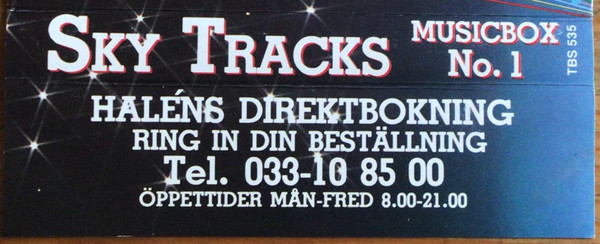 SKY TRACKS
MUSICBOX
No. 1
TBS 535
HALÉNS DIREKTBOKNING
RING IN DIN BESTÄLLNING
Tel. 033-10 85 00
ÖPPETTIDER MÅN-FRED 8.00-21.00